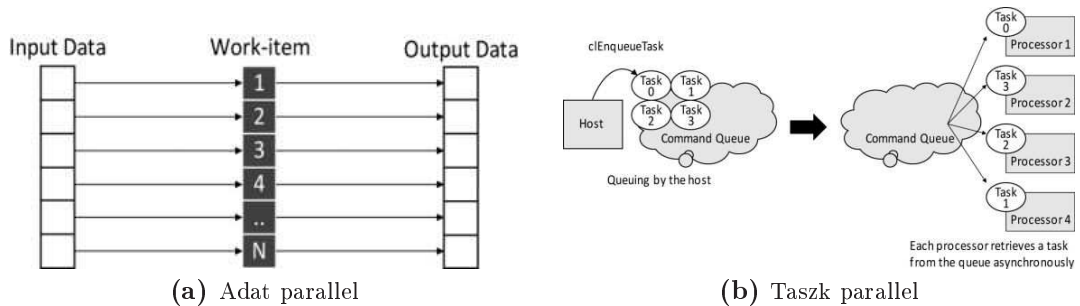 Input Data
Work-item
Output Data
1
2
3
4
..
N
(a) Adat parallel
clEnqueueTask
Host
Task 0
Task 1
Task 2
Task 3
Command Queue
Queuing by the host
Command Queue
Task 0
Processor 1
Task 3
Processor 2
Task 2
Processor 3
Task 1
Processor 4
Each processor retrieves a task
from the queue asynchronously
(b) Taszk parallel